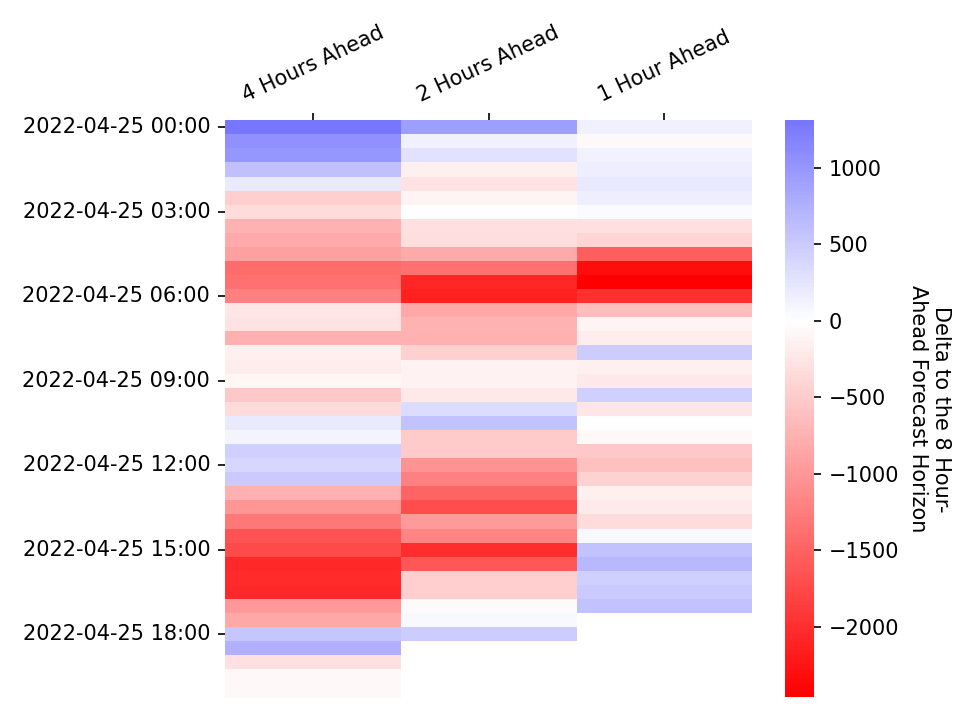 4 Hours Ahead
2 Hours Ahead
1 Hour Ahead
2022-04-25 00:00
2022-04-25 03:00
2022-04-25 06:00
2022-04-25 09:00
2022-04-25 12:00
2022-04-25 15:00
2022-04-25 18:00
1000
500
0
−500
−1000
−1500
−2000
Delta to the 8 Hour-
Ahead Forecast Horizon